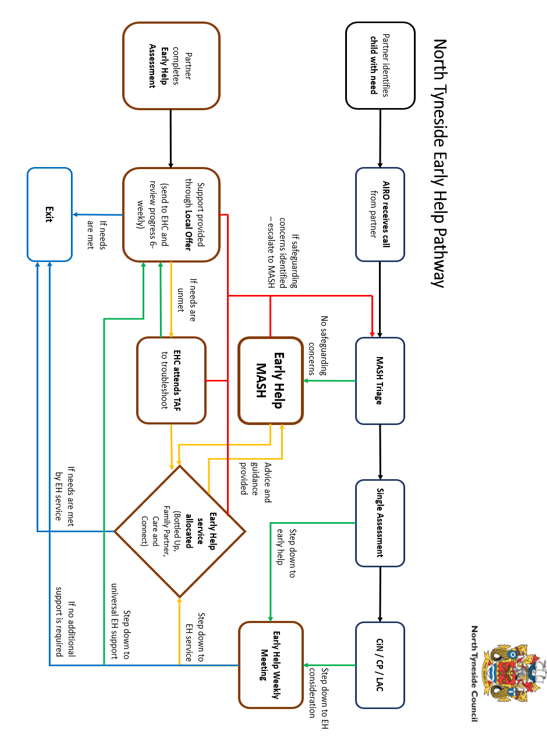 North Tyneside Early Help Pathway
North Tyneside Council
Partner identifies
child with need
AIRO receives call
from partner
MASH Triage
Single Assessment
CiN / CP / LAC
If safeguarding
concerns identified
– escalate to MASH
No safeguarding
concerns
Step down to
early help
Step down to EH
consideration
Early Help
MASH
Advice and
guidance
provided
Early Help Weekly
Meeting
Partner
completes
Early Help
Assessment
Support provided
through Local Offer
(send to EHC and
review progress 6-
weekly)
If needs are
unmet
EHC attends TAF
to troubleshoot
Early Help
service
allocated
(Bottled Up,
Family Partner,
Care and
Connect)
Step down to
EH service
If needs
are met
Exit
If needs are met
by EH service
Step down to
universal EH support
If no additional
support is required